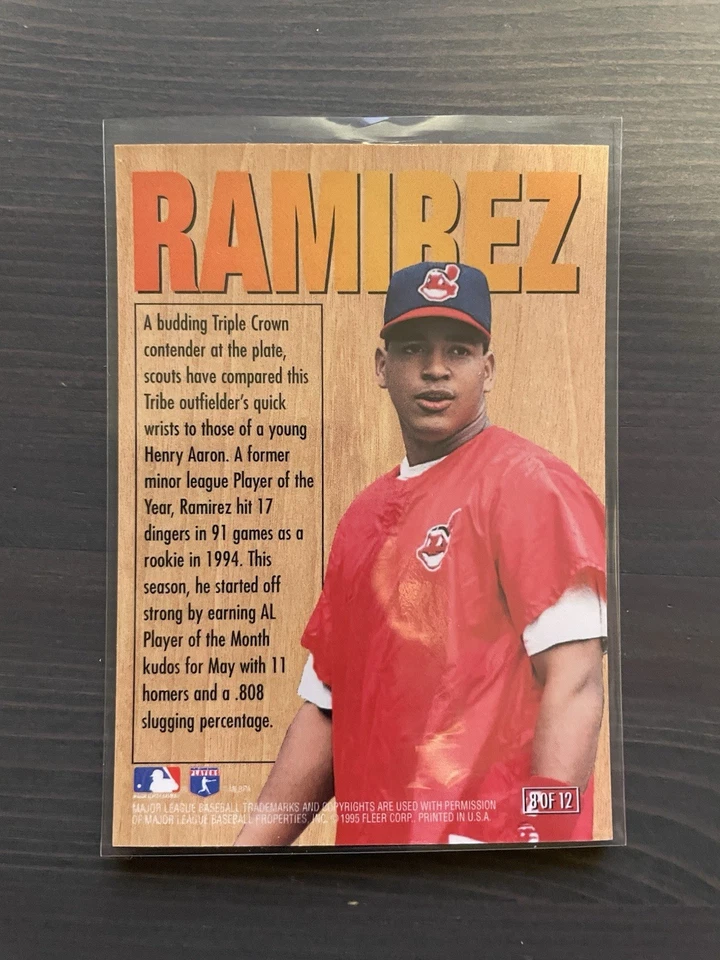 RAMIREZ
A budding Triple Crown
contender at the plate,
scouts have compared this
Tribe outfielder's quick
wrists to those of a young
Henry Aaron. A former
minor league Player of the
Year, Ramirez hit 17
dingers in 91 games as a
rookie in 1994. This
season, he started off
strong by earning AL
Player of the Month
kudos for May with 11
homers and a .808
slugging percentage.
PLAYERS
MLBPA
MAJOR LEAGUE BASEBALL TRADEMARKS AND COPYRIGHTS ARE USED WITH PERMISSION
OF MAJOR LEAGUE BASEBALL PROPERTIES, INC. © 1995 FLEER CORP. PRINTED IN U.S.A.
8 OF 12